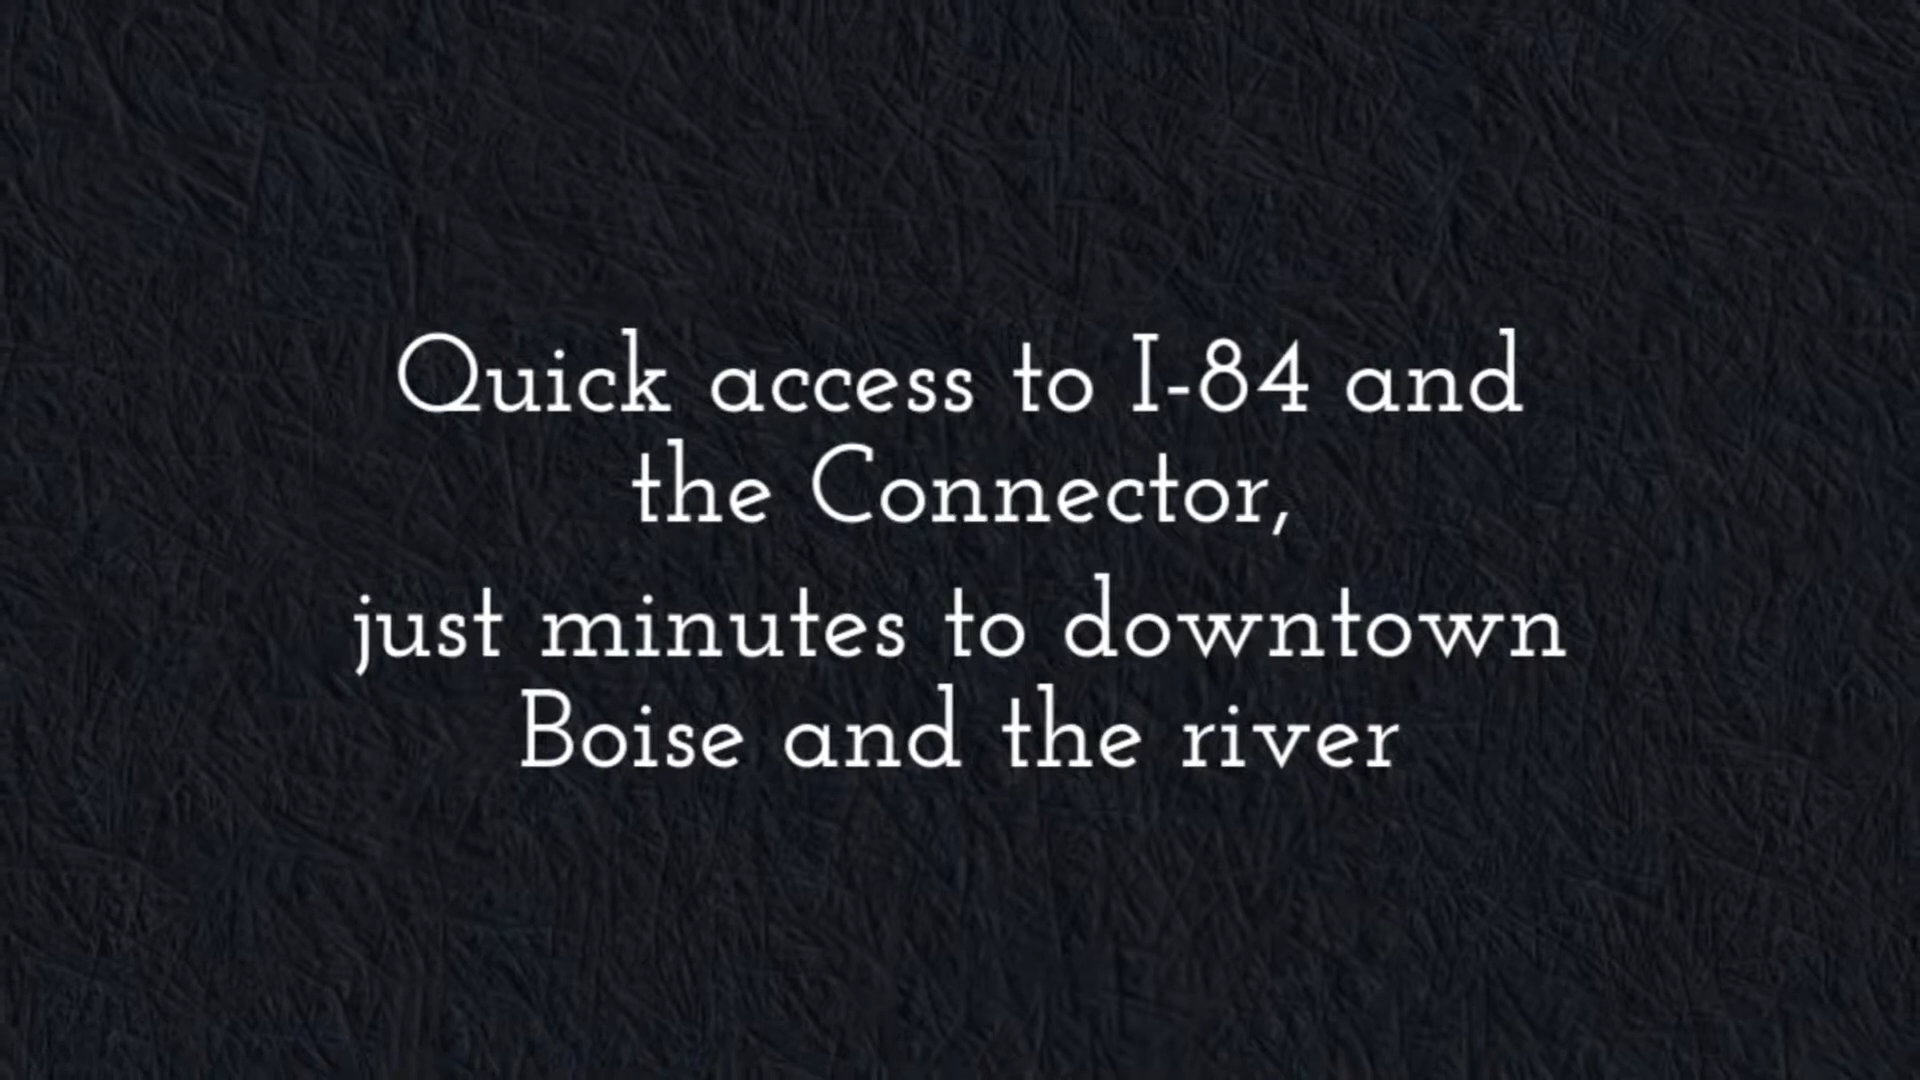 Quick access to I-84 and
the Connector,
just minutes to downtown
Boise and the river